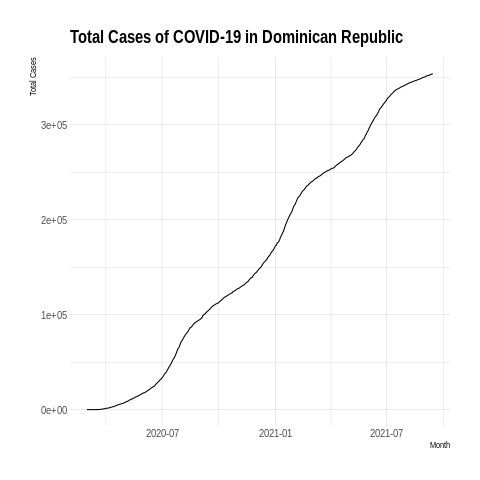 Total Cases of COVID-19 in Dominican Republic
Total Cases
3e+05
2e+05
1e+05
0e+00
2020-07 2021-01 2021-07
Month